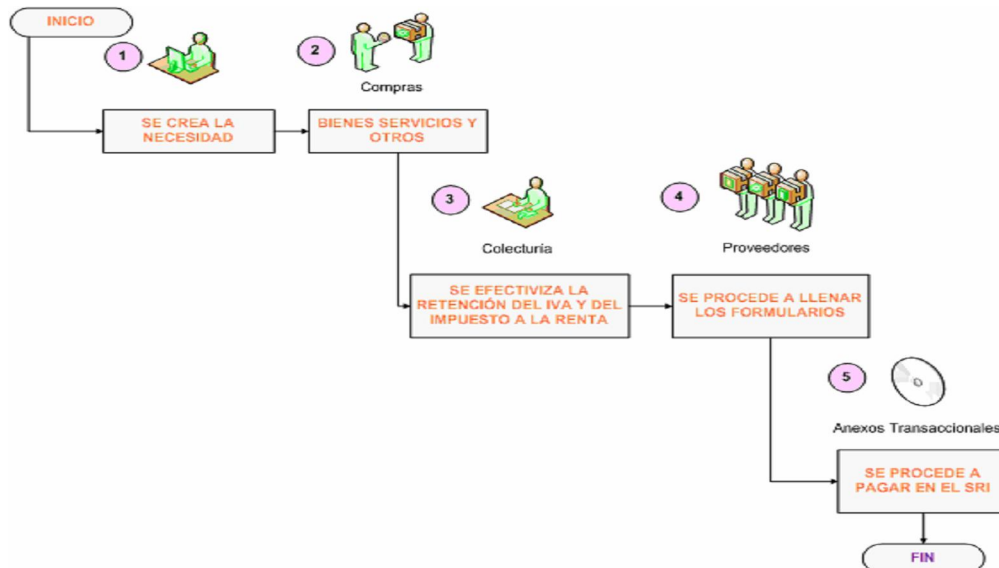 INICIO
1
2
Compras
SE CREA LA
NECESIDAD
BIENES SERVICIOS Y
OTROS
3
Colecturía
4
Proveedores
SE EFECTIVIZA LA
RETENCIÓN DEL IVA Y DEL
IMPUESTO A LA RENTA
SE PROCEDE A LLENAR
LOS FORMULARIOS
5
Anexos Transaccionales
SE PROCEDE A
PAGAR EN EL SRI
FIN